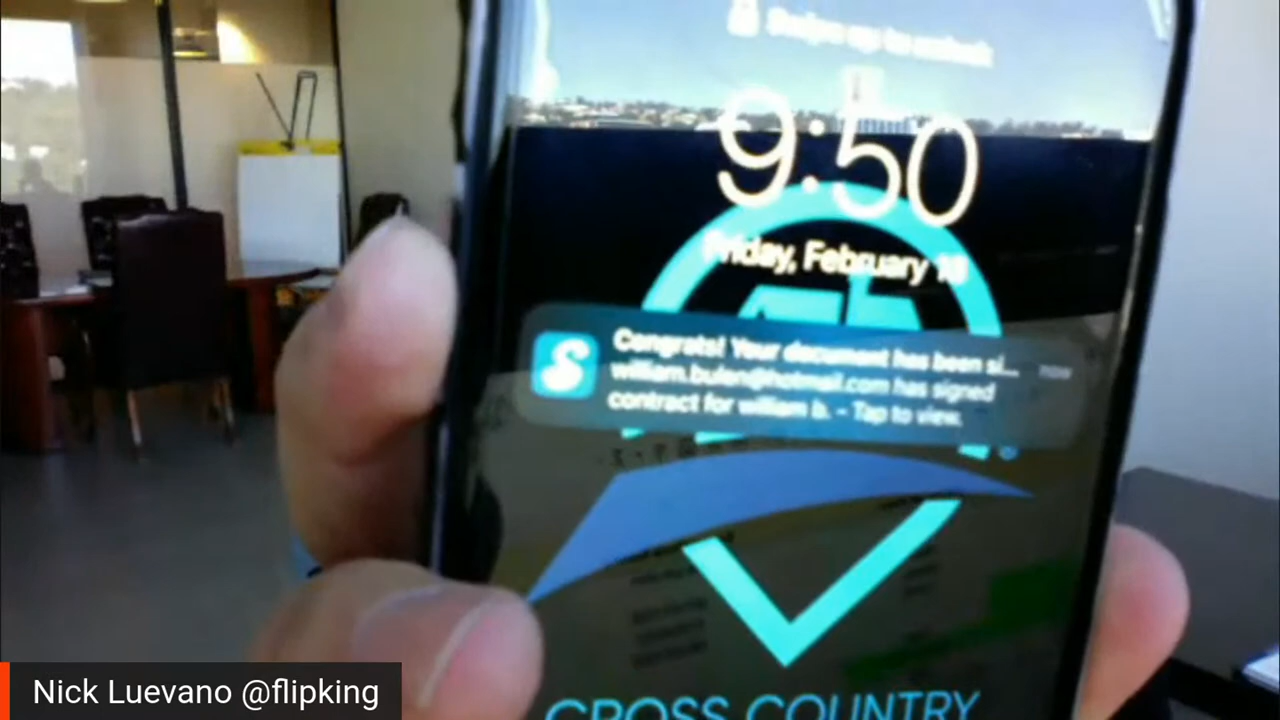 Swipe up to unlock
9:50
Friday, February 18
Congrats! Your document has been si...
now
william.bulen@hotmail.com has signed
contract for william b. - Tap to view.
CROSS COUNTRY
Nick Luevano @flipking